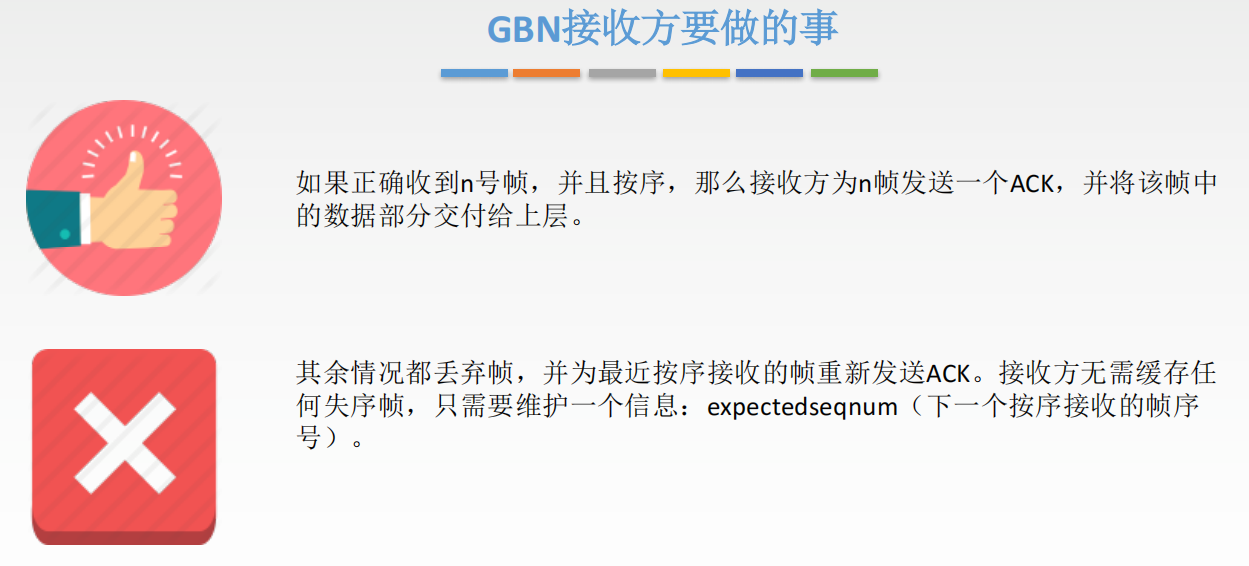 GBN接收方要做的事
如果正确收到n号帧，并且按序，那么接收方为n帧发送一个ACK，并将该帧中
的数据部分交付给上层。
其余情况都丢弃帧，并为最近按序接收的帧重新发送ACK。接收方无需缓存任
何失序帧，只需要维护一个信息：expectedseqnum（下一个按序接收的帧序
号）。